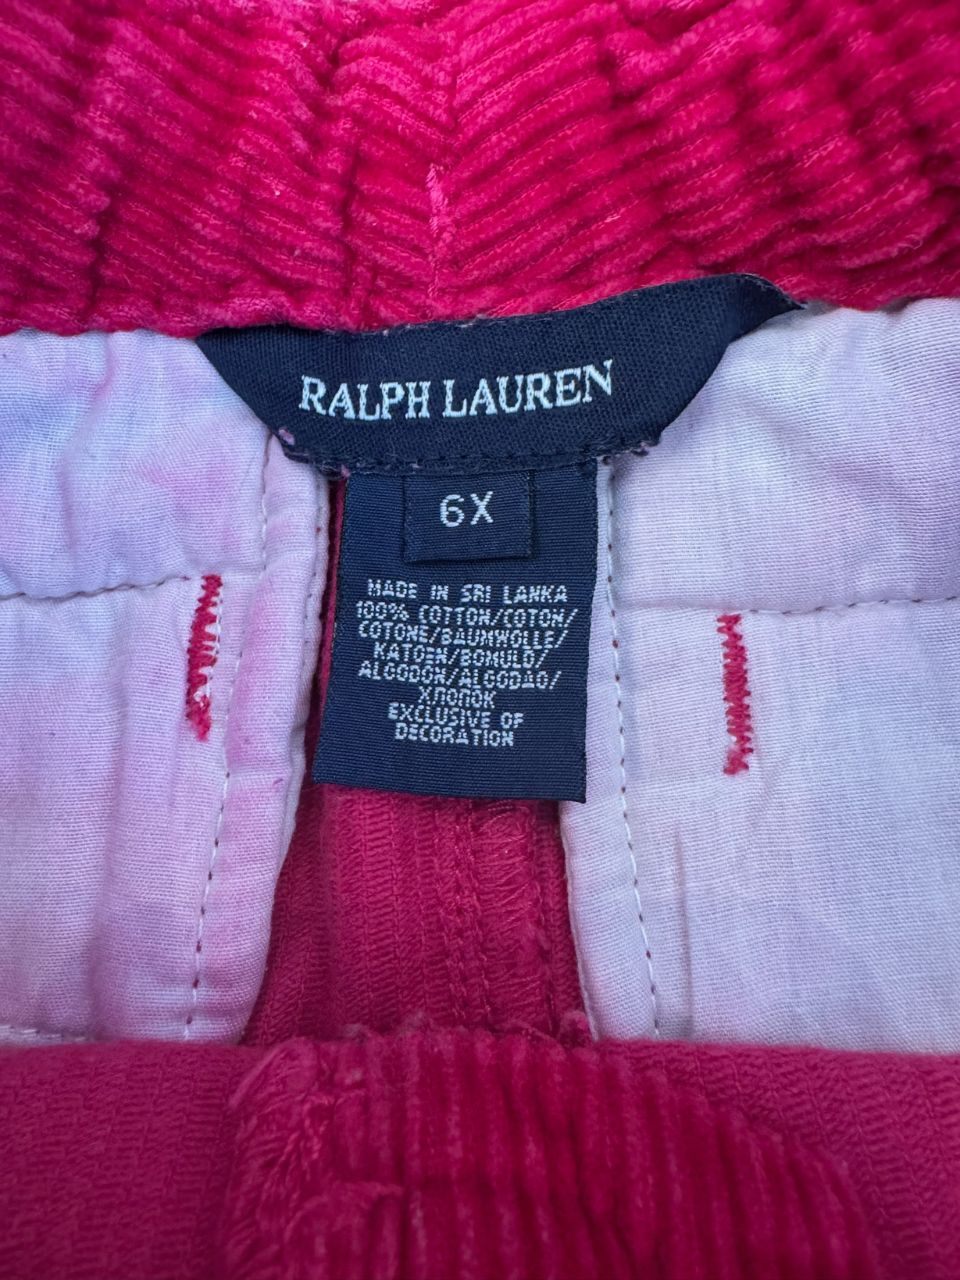 RALPH LAUREN
6X
MADE IN SRI LANKA
100% COTTON/COTON/
COTONE/BAUMWOLLE/
KATOEN/BOMULD/
ALGODON/ALGODAO/
ХЛОПОК
EXCLUSIVE OF
DECORATION